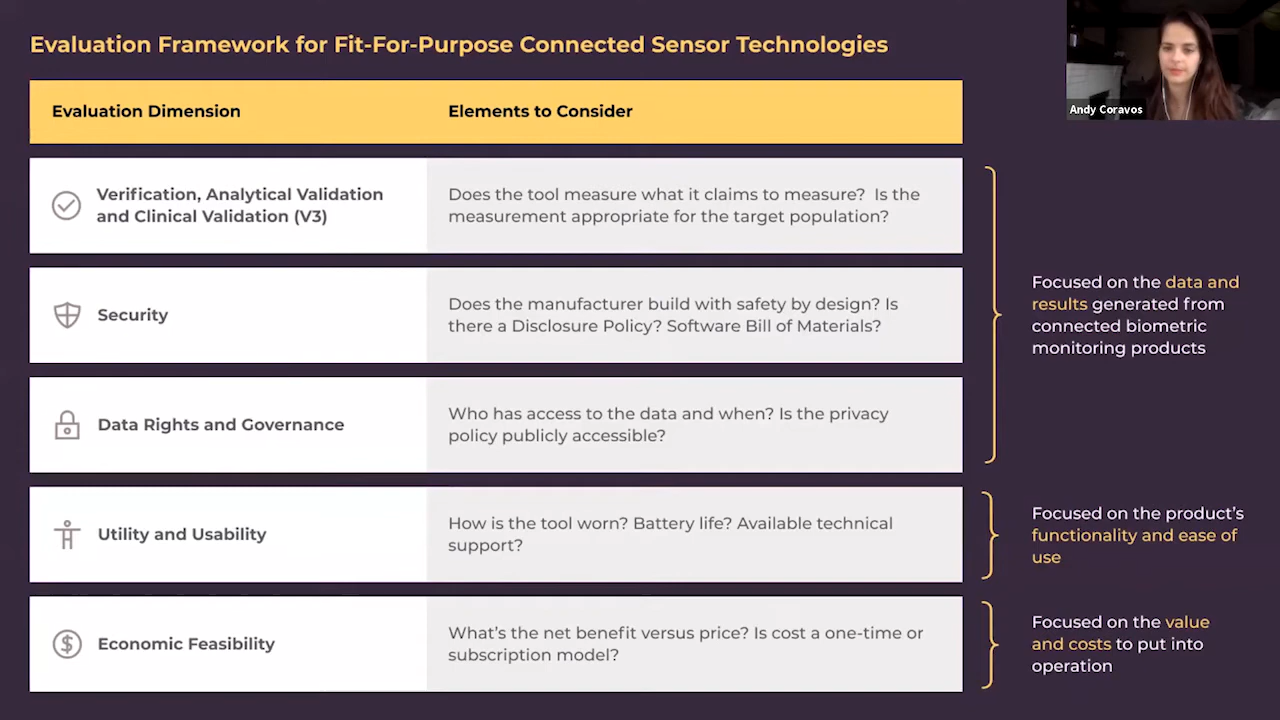 Evaluation Framework for Fit-For-Purpose Connected Sensor Technologies
Andy Coravos
Evaluation Dimension
Elements to Consider
Verification, Analytical Validation
and Clinical Validation (V3)
Does the tool measure what it claims to measure?  Is the
measurement appropriate for the target population?
Security
Does the manufacturer build with safety by design? Is
there a Disclosure Policy? Software Bill of Materials?
Data Rights and Governance
Who has access to the data and when? Is the privacy
policy publicly accessible?
Focused on the data and
results generated from
connected biometric
monitoring products
Utility and Usability
How is the tool worn? Battery life? Available technical
support?
Focused on the product’s
functionality and ease of
use
Economic Feasibility
What’s the net benefit versus price? Is cost a one-time or
subscription model?
Focused on the value
and costs to put into
operation